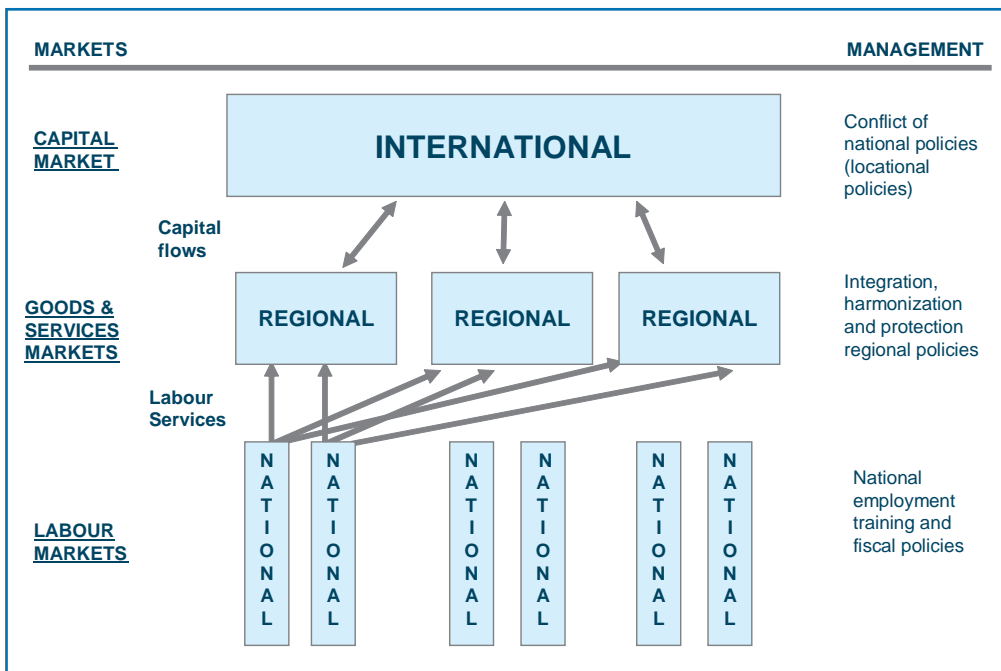 MARKETS
MANAGEMENT
CAPITAL
MARKET
INTERNATIONAL
Conflict of
national policies
(locational
policies)
Capital
flows
GOODS &
SERVICES
MARKETS
REGIONAL
REGIONAL
REGIONAL
Integration,
harmonization
and protection
regional policies
Labour
Services
LABOUR
MARKETS
NATIONAL
NATIONAL
NATIONAL
NATIONAL
NATIONAL
NATIONAL
National
employment
training and
fiscal policies